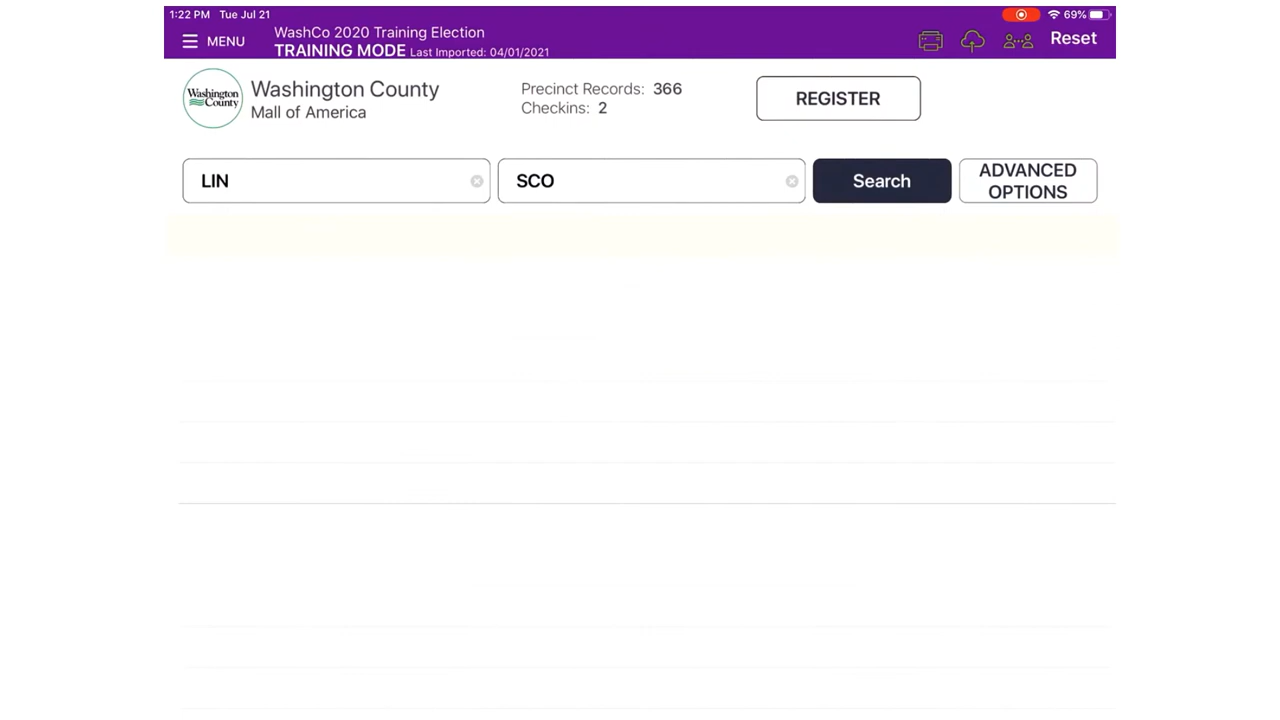 1:22 PM Tue Jul 21
69%
MENU
WashCo 2020 Training Election
TRAINING MODE Last Imported: 04/01/2021
Reset
Washington County
Washington County
Mall of America
Precinct Records: 366
Checkins: 2
REGISTER
LIN
SCO
Search
ADVANCED
OPTIONS